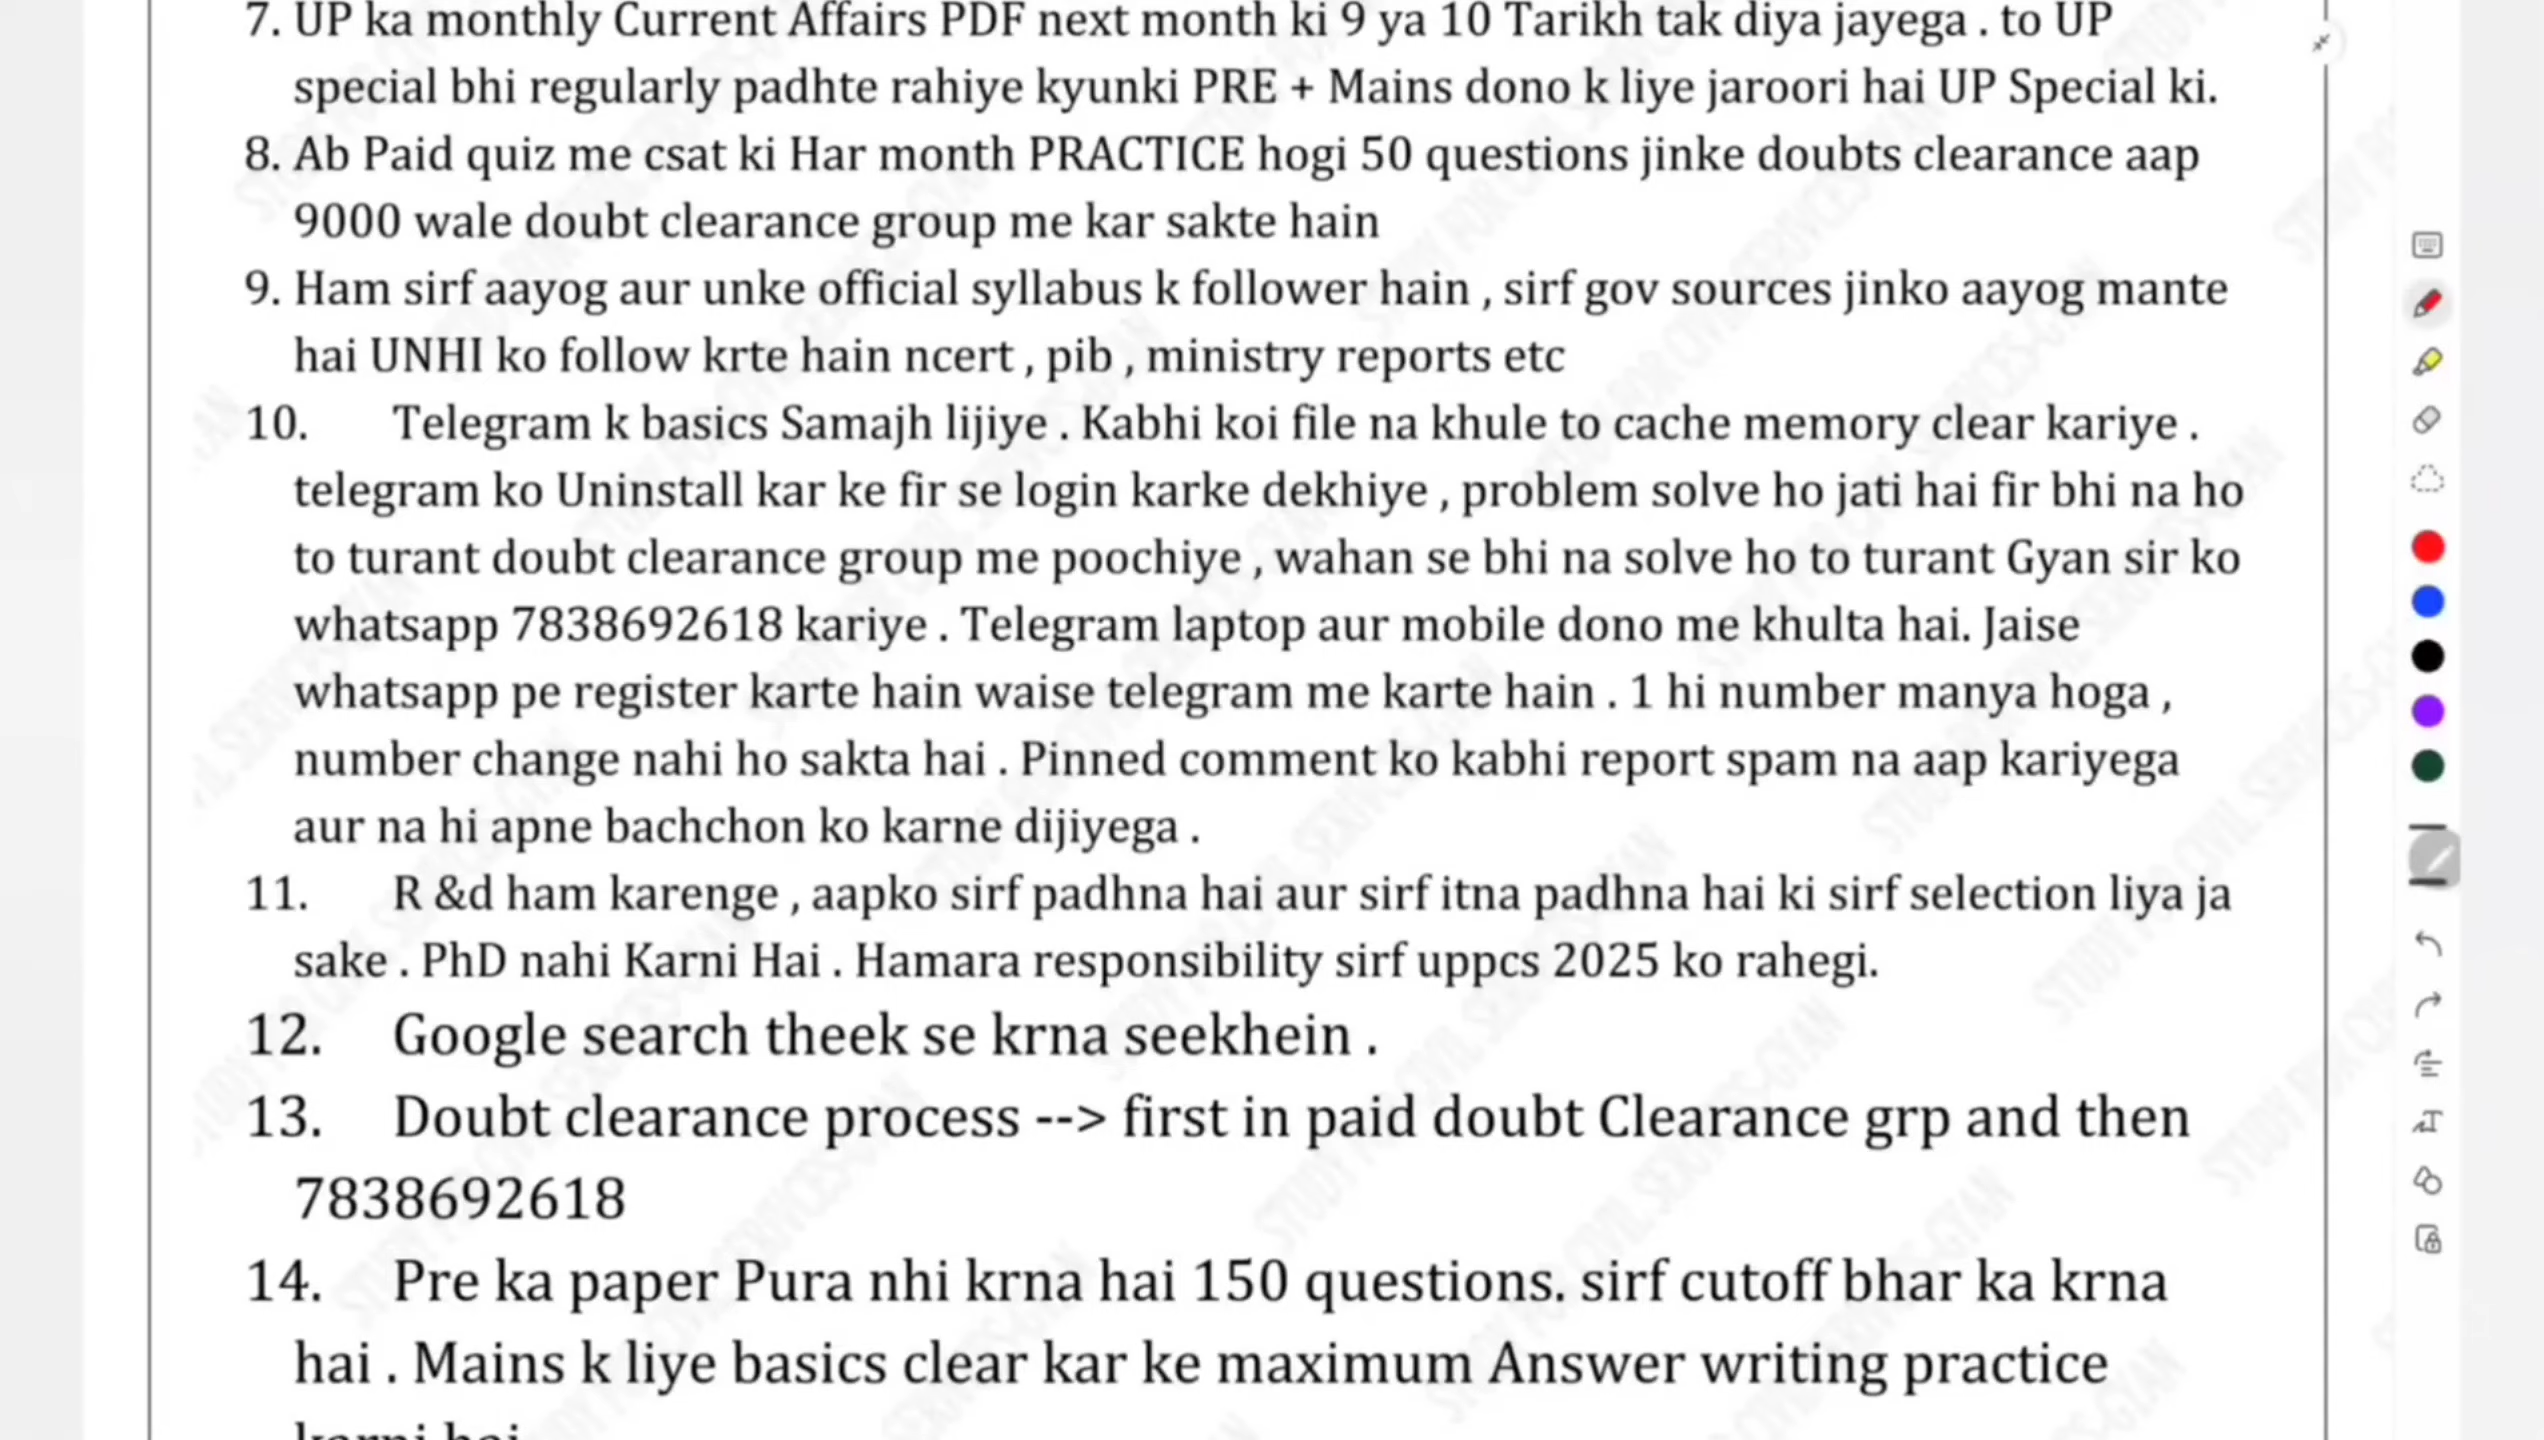 7. UP ka monthly Current Affairs PDF next month ki 9 ya 10 Tarikh tak diya jayega . to UP
special bhi regularly padhte rahiye kyunki PRE + Mains dono k liye jaroori hai UP Special ki.
8. Ab Paid quiz me csat ki Har month PRACTICE hogi 50 questions jinke doubts clearance aap
9000 wale doubt clearance group me kar sakte hain
9. Ham sirf aayog aur unke official syllabus k follower hain , sirf gov sources jinko aayog mante
hai UNHI ko follow krte hain ncert , pib , ministry reports etc
10. Telegram k basics Samajh lijiye . Kabhi koi file na khule to cache memory clear kariye .
telegram ko Uninstall kar ke fir se login karke dekhiye , problem solve ho jati hai fir bhi na ho
to turant doubt clearance group me poochiye , wahan se bhi na solve ho to turant Gyan sir ko
whatsapp 7838692618 kariye . Telegram laptop aur mobile dono me khulta hai. Jaise
whatsapp pe register karte hain waise telegram me karte hain . 1 hi number manya hoga ,
number change nahi ho sakta hai . Pinned comment ko kabhi report spam na aap kariyega
aur na hi apne bachchon ko karne dijiyega .
11. R &d ham karenge , aapko sirf padhna hai aur sirf itna padhna hai ki sirf selection liya ja
sake . PhD nahi Karni Hai . Hamara responsibility sirf uppcs 2025 ko rahegi.
12. Google search theek se krna seekhein .
13. Doubt clearance process --> first in paid doubt Clearance grp and then
7838692618
14. Pre ka paper Pura nhi krna hai 150 questions. sirf cutoff bhar ka krna
hai . Mains k liye basics clear kar ke maximum Answer writing practice
karni hai